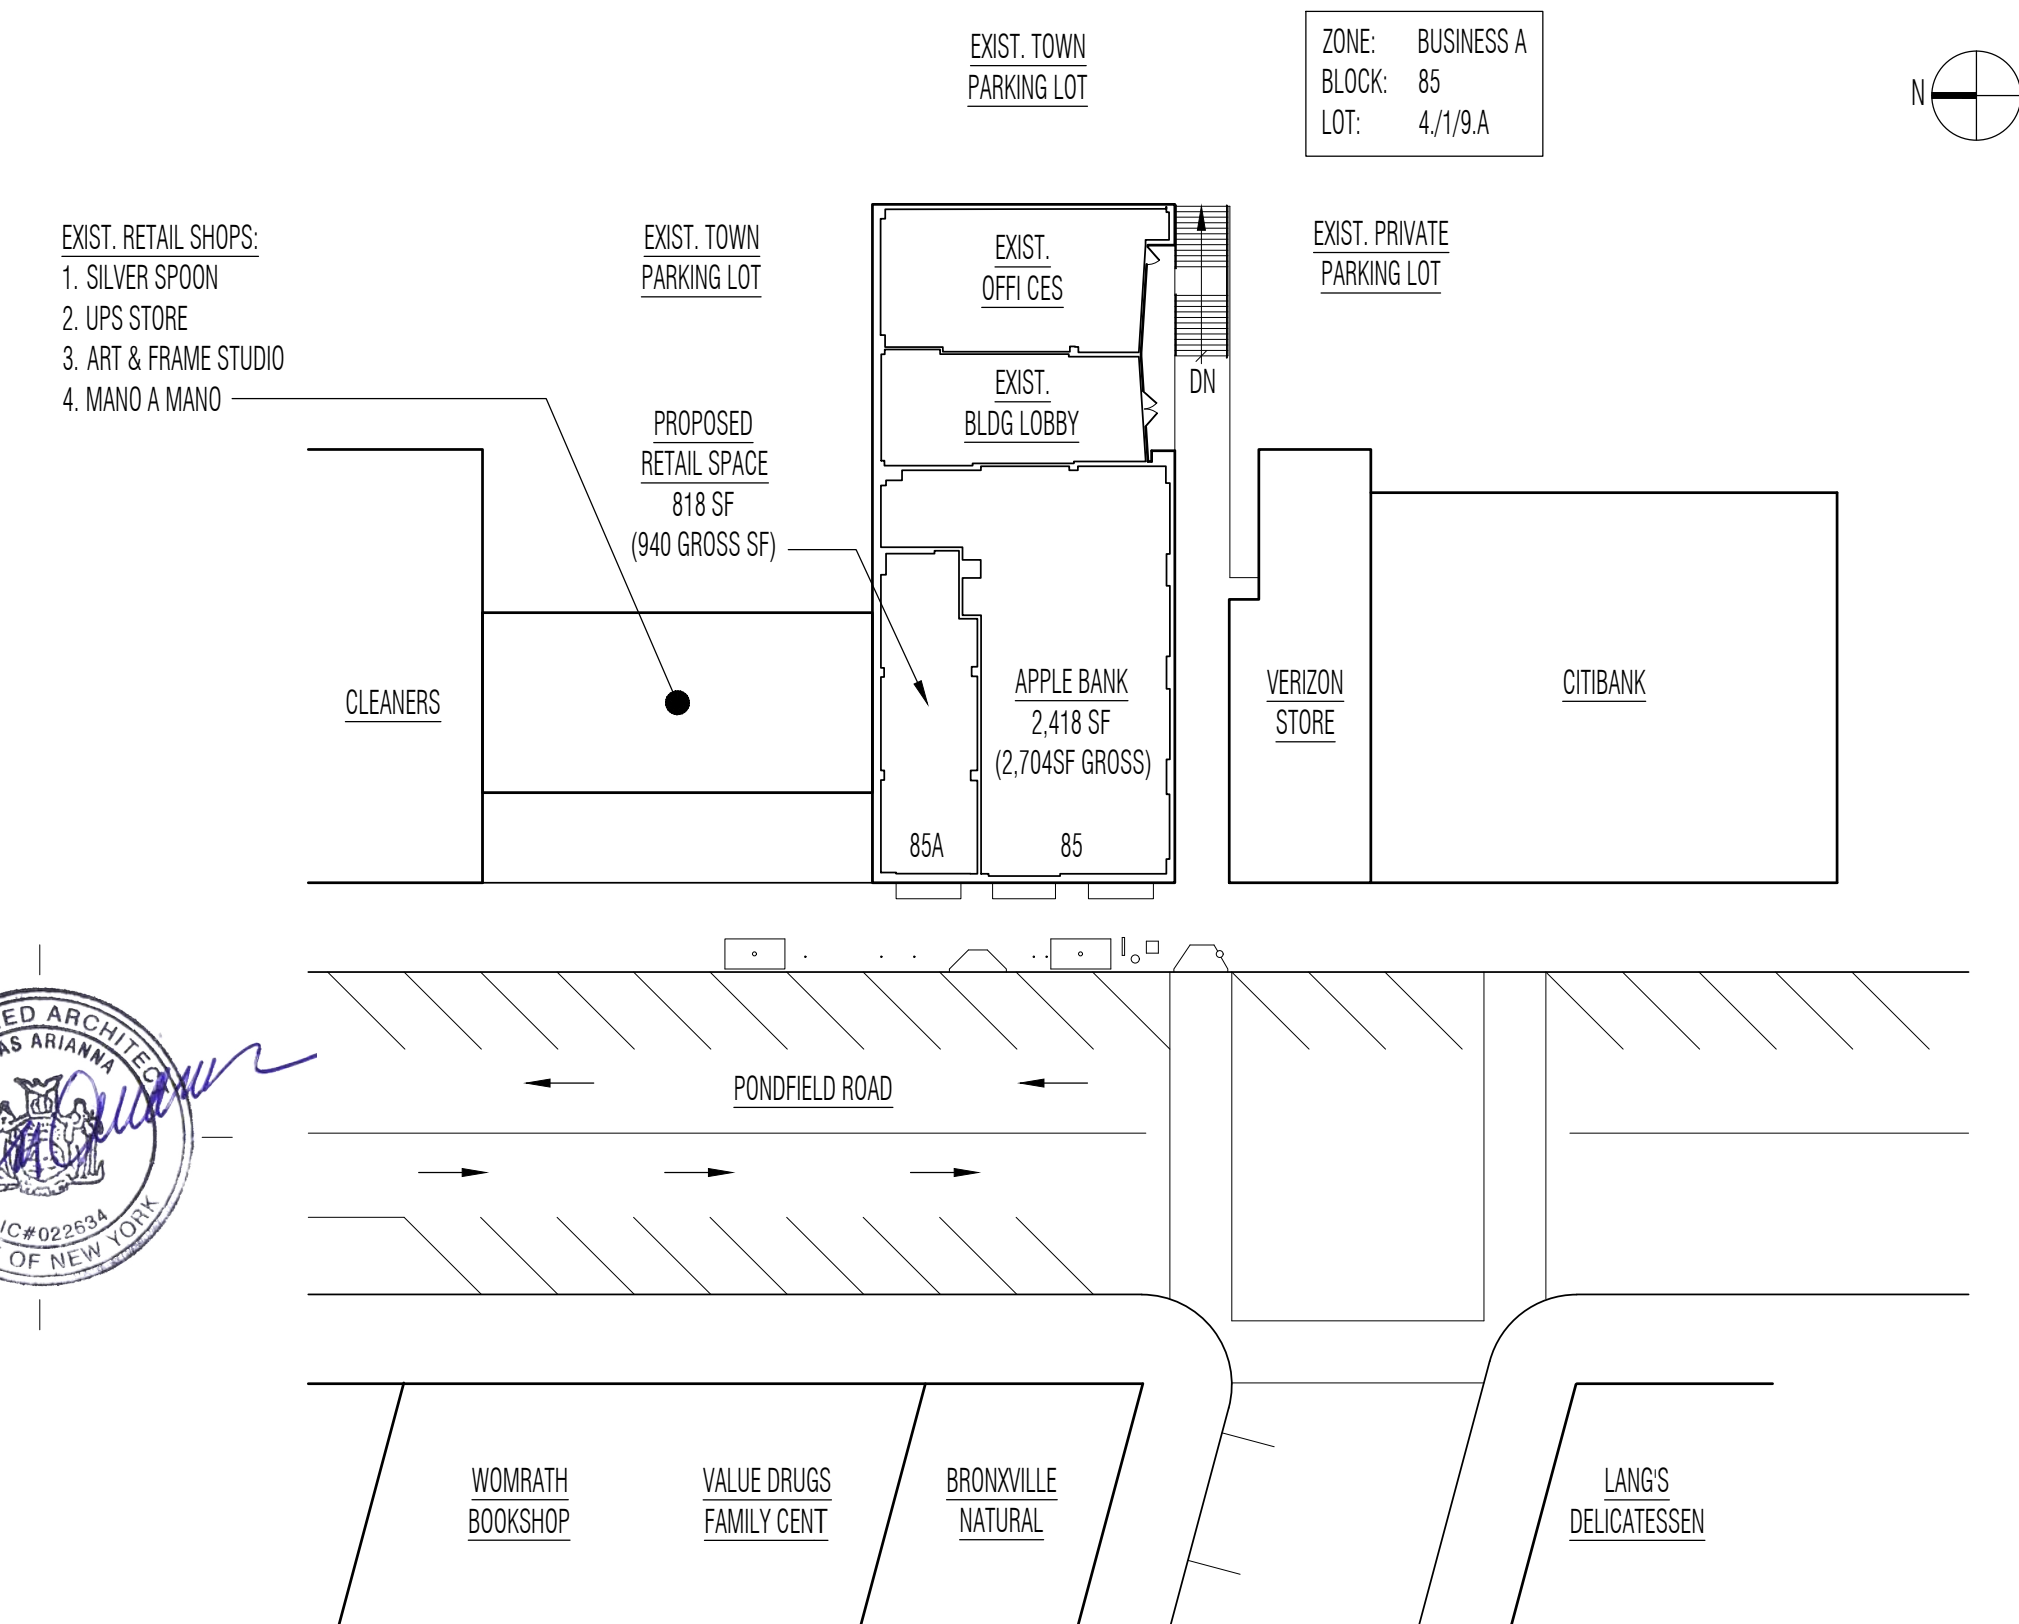 EXIST. TOWN
PARKING LOT
ZONE: BUSINESS A
BLOCK: 85
LOT: 4./1/9.A
N
EXIST. RETAIL SHOPS:
1. SILVER SPOON
2. UPS STORE
3. ART & FRAME STUDIO
4. MANO A MANO
EXIST. TOWN
PARKING LOT
EXIST.
OFFI CES
EXIST. PRIVATE
PARKING LOT
DN
EXIST.
BLDG LOBBY
PROPOSED
RETAIL SPACE
818 SF
(940 GROSS SF)
CLEANERS
APPLE BANK
2,418 SF
(2,704SF GROSS)
VERIZON
STORE
CITIBANK
85A
85
ED ARCHITEC
AS ARIANNA
IC#022634
OF NEW YORK
PONDFIELD ROAD
WOMRATH
BOOKSHOP
VALUE DRUGS
FAMILY CENT
BRONXVILLE
NATURAL
LANG'S
DELICATESSEN